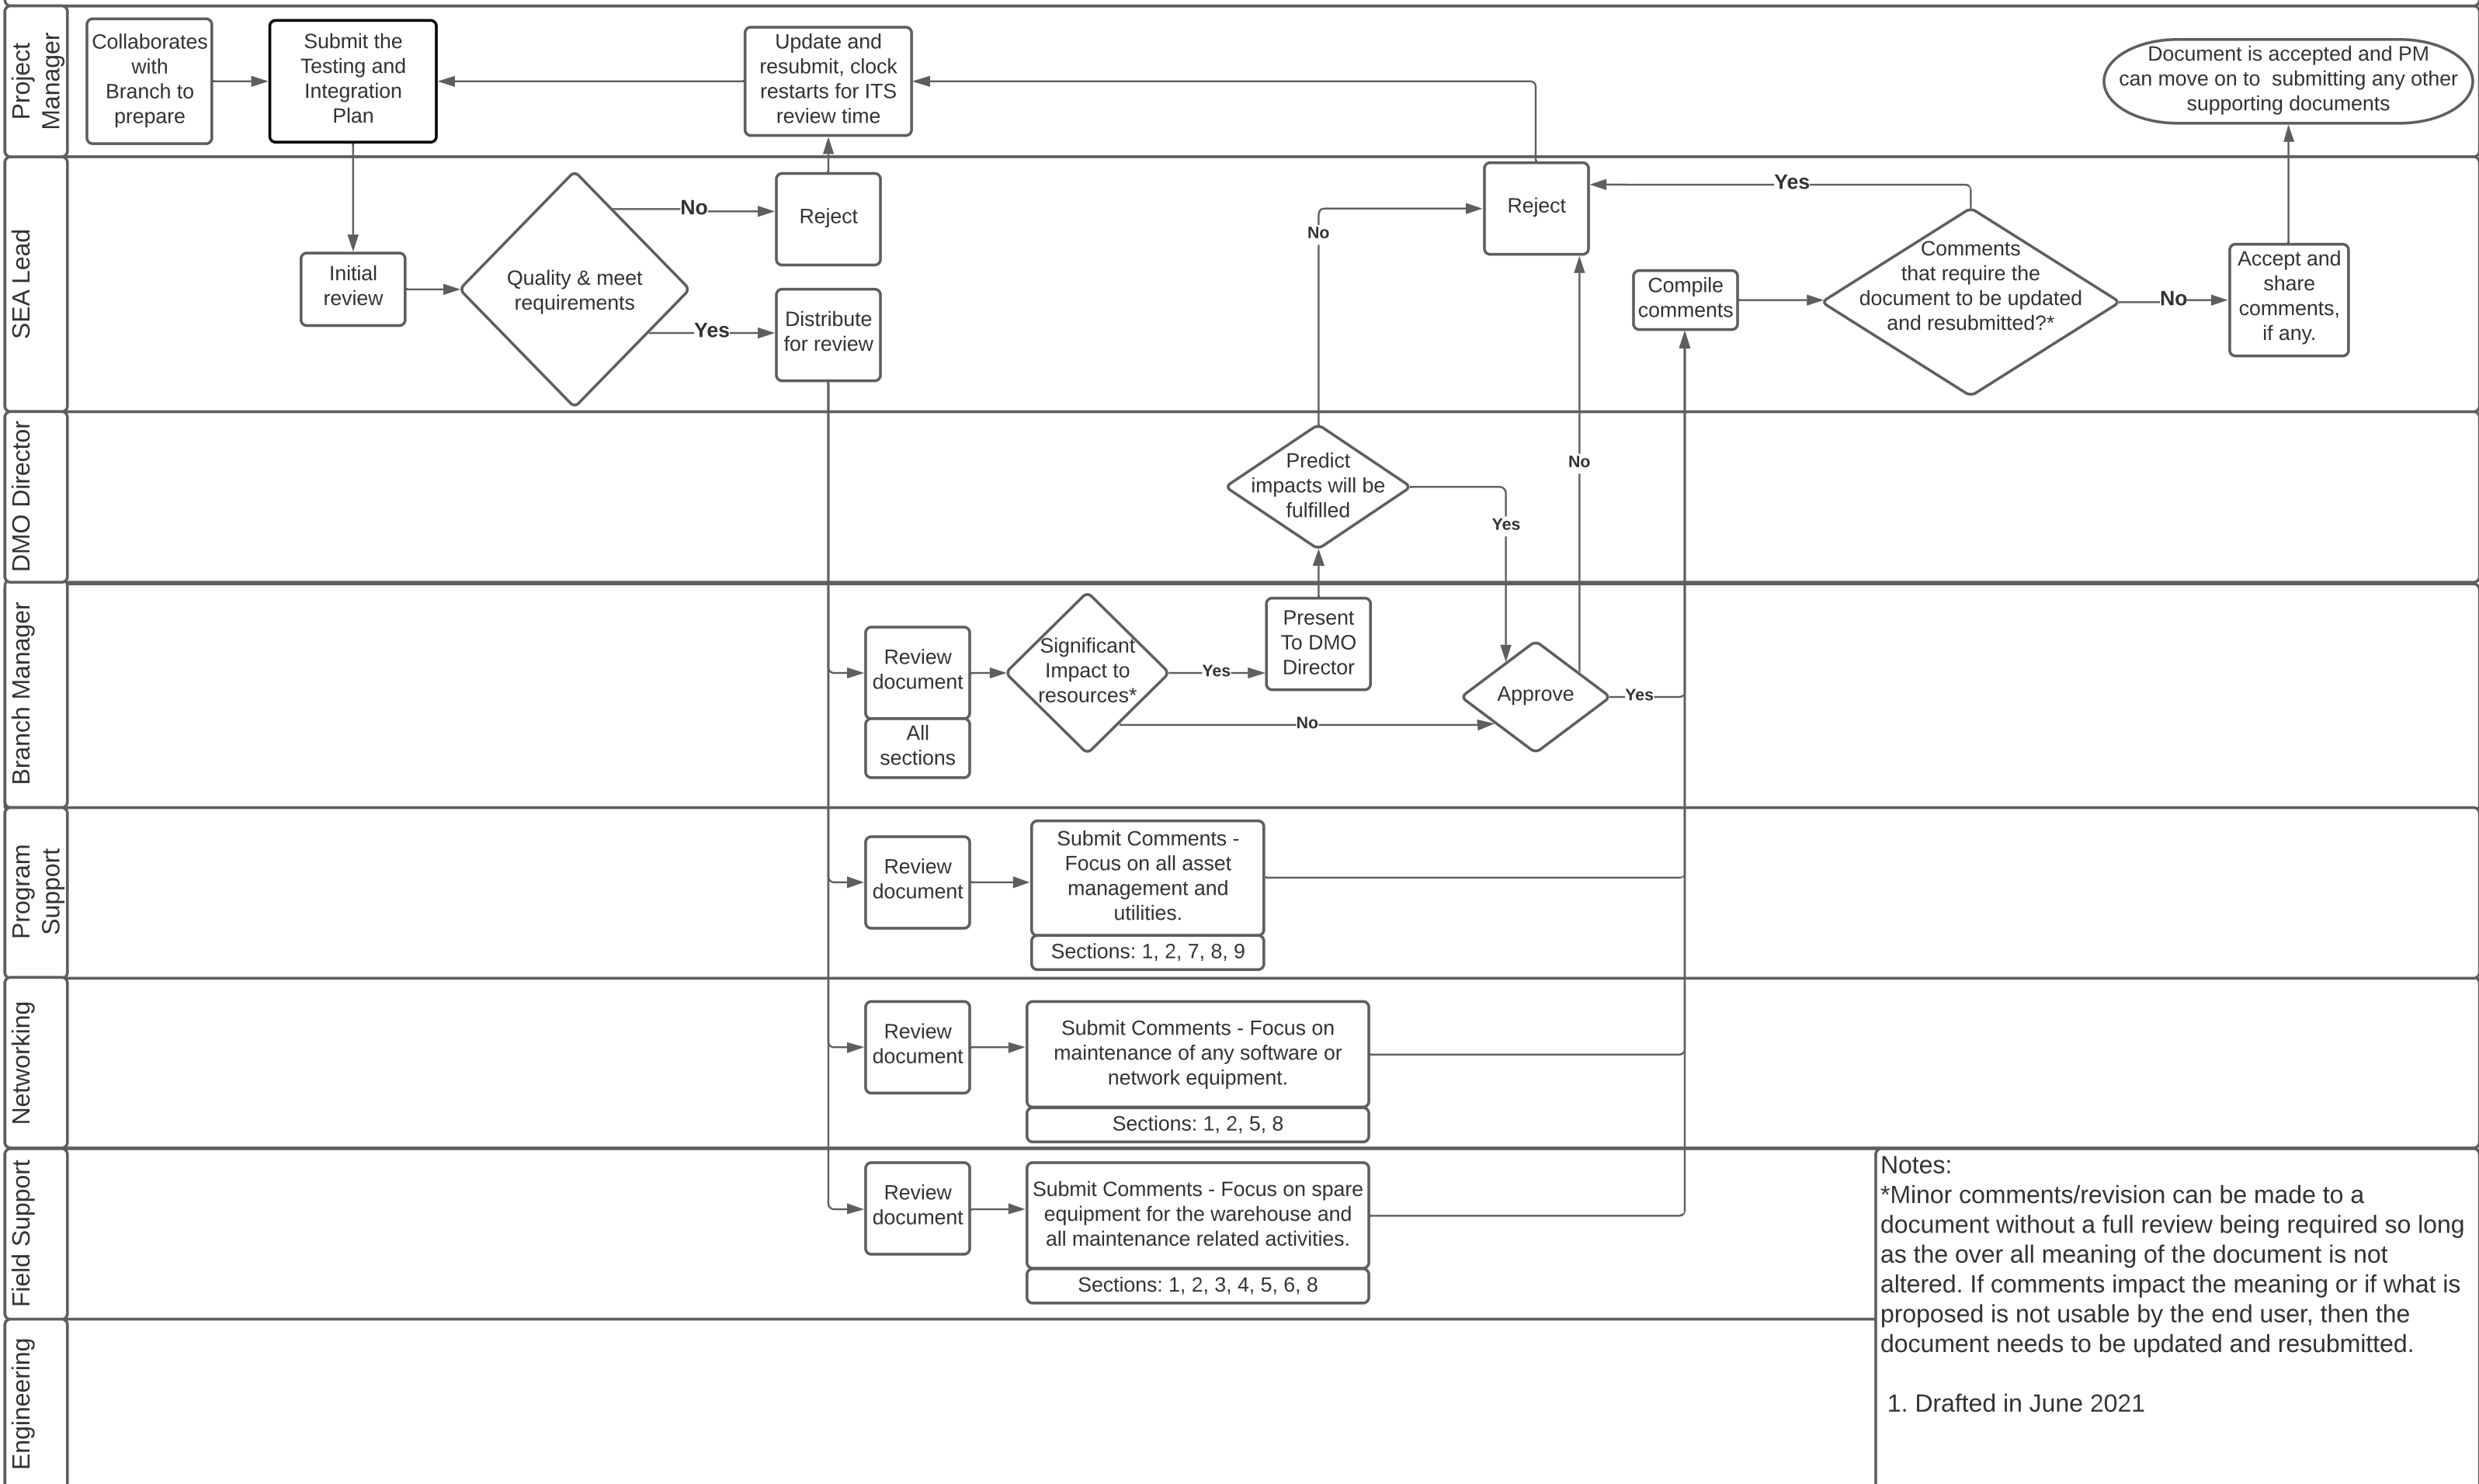 Project
Manager
Collaborates
with
Branch to
prepare
Submit the
Testing and
Integration
Plan
Update and
resubmit, clock
restarts for ITS
review time
Document is accepted and PM
can move on to  submitting any other
supporting documents
SEA Lead
Initial
review
Quality & meet
requirements
No
Reject
Yes
Distribute
for review
No
Reject
Yes
Compile
comments
Comments
that require the
document to be updated
and resubmitted?*
No
Accept and
share
comments,
if any.
DMO Director
Predict
impacts will be
fulfilled
Yes
No
Branch Manager
Review
document
All
sections
Significant
Impact to
resources*
Yes
Present
To DMO
Director
No
Approve
Yes
Program
Support
Review
document
Submit Comments -
Focus on all asset
management and
utilities.
Sections: 1, 2, 7, 8, 9
Networking
Review
document
Submit Comments - Focus on
maintenance of any software or
network equipment.
Sections: 1, 2, 5, 8
Field Support
Review
document
Submit Comments - Focus on spare
equipment for the warehouse and
all maintenance related activities.
Sections: 1, 2, 3, 4, 5, 6, 8
Engineering
Notes:
*Minor comments/revision can be made to a
document without a full review being required so long
as the over all meaning of the document is not
altered. If comments impact the meaning or if what is
proposed is not usable by the end user, then the
document needs to be updated and resubmitted.
1. Drafted in June 2021